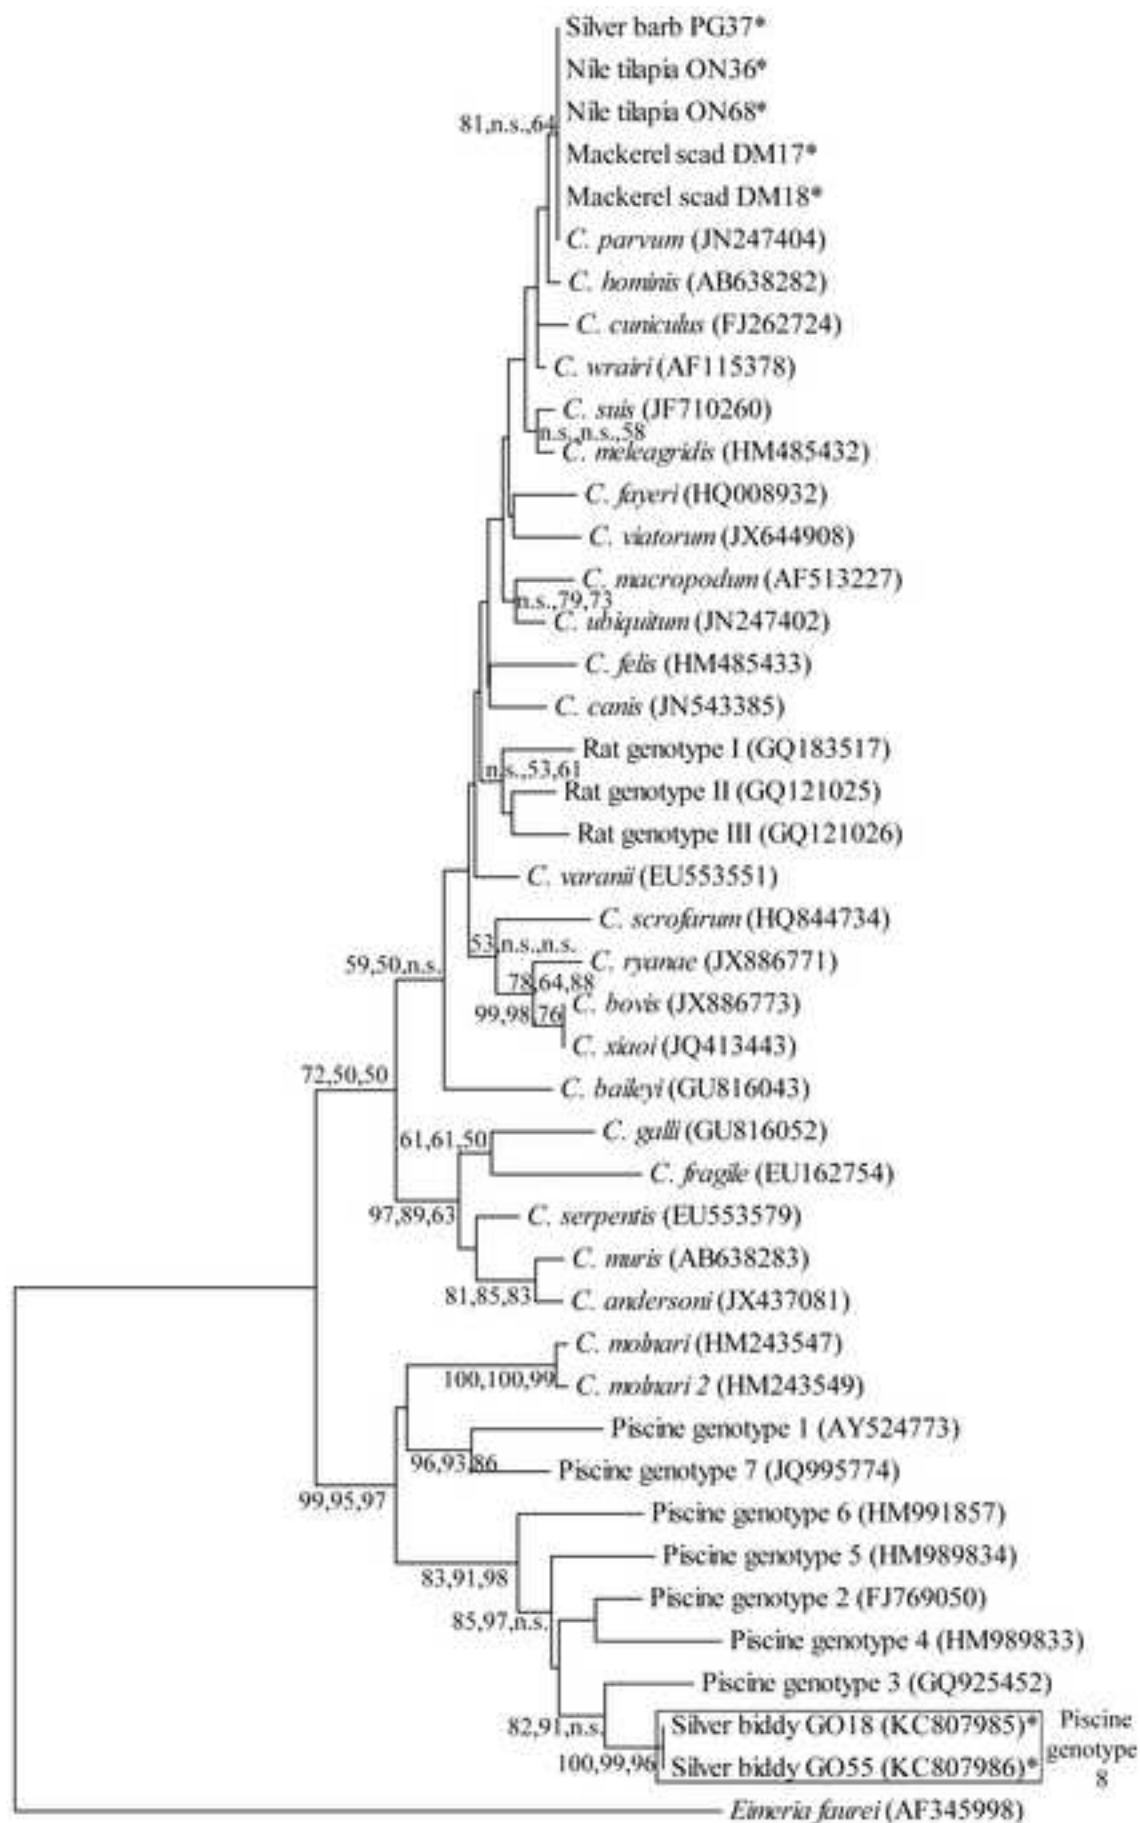 Silver barb PG37*
Nile tilapia ON36*
Nile tilapia ON68*
81,n.s.,64
Mackerel scad DM17*
Mackerel scad DM18*
C. parvum (JN247404)
C. hominis (AB638282)
C. cuniculus (FJ262724)
C. wrairi (AF115378)
C. suis (JF710260)
n.s.,n.s.,58
C. meleagridis (HM485432)
C. fayeri (HQ008932)
C. viatorum (JX644908)
C. macropodum (AF513227)
n.s.,79,73
C. ubiquitum (JN247402)
C. felis (HM485433)
C. canis (JN543385)
Rat genotype I (GQ183517)
n.s.,53,61
Rat genotype II (GQ121025)
Rat genotype III (GQ121026)
C. varanii (EU553551)
C. scrofarum (HQ844734)
53,n.s.,n.s.
59,50,n.s.
C. ryanae (JX886771)
78,64,88
C. bovis (JX886773)
99,98,76
C. xiaoi (JQ413443)
72,50,50
C. baileyi (GU816043)
C. galli (GU816052)
61,61,50
C. fragile (EU162754)
97,89,63
C. serpentis (EU553579)
C. muris (AB638283)
81,85,83
C. andersoni (JX437081)
C. molnari (HM243547)
100,100,99
C. molnari 2 (HM243549)
Piscine genotype 1 (AY524773)
96,93,86
Piscine genotype 7 (JQ995774)
99,95,97
Piscine genotype 6 (HM991857)
Piscine genotype 5 (HM989834)
83,91,98
Piscine genotype 2 (FJ769050)
85,97,n.s.
Piscine genotype 4 (HM989833)
Piscine genotype 3 (GQ925452)
82,91,n.s.
Silver biddy GO18 (KC807985)*
Silver biddy GO55 (KC807986)*
100,99,96
Piscine
genotype
8
Eimeria faurei (AF345998)